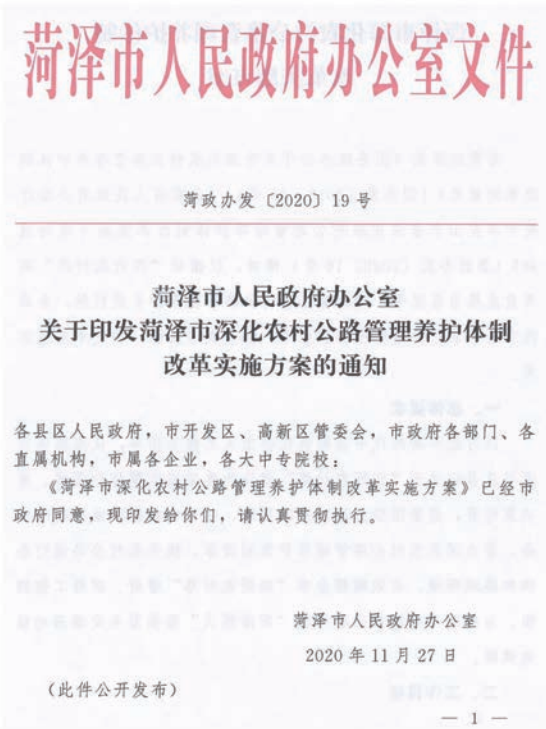 菏泽市人民政府办公室文件
菏政办发〔2020〕19号
菏泽市人民政府办公室
关于印发菏泽市深化农村公路管理养护体制
改革实施方案的通知
各县区人民政府，市开发区、高新区管委会，市政府各部门、各
直属机构，市属各企业，各大中专院校：
《菏泽市深化农村公路管理养护体制改革实施方案》已经市
政府同意，现印发给你们，请认真贯彻执行。
菏泽市人民政府办公室
2020年11月27日
（此件公开发布）
— 1 —